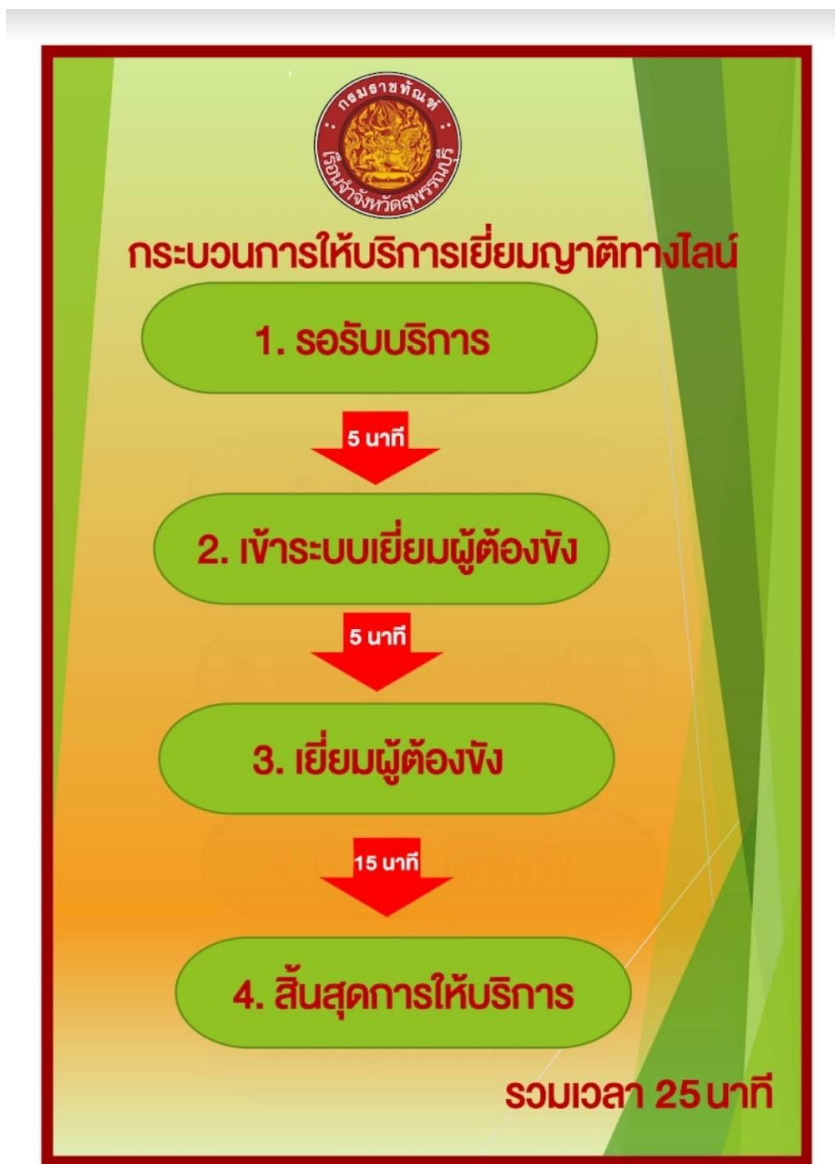 กรมราชทัณฑ์
เรือนจำจังหวัดสุพรรณบุรี
กระบวนการให้บริการเยี่ยมญาติทางไลน์
1. รอรับบริการ
5 นาที
2. เข้าระบบเยี่ยมผู้ต้องขัง
5 นาที
3. เยี่ยมผู้ต้องขัง
15 นาที
4. สิ้นสุดการให้บริการ
รวมเวลา 25 นาที